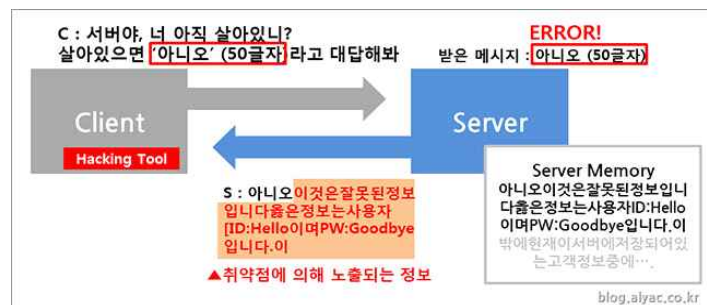 C : 서버야, 너 아직 살아있니?
살아있으면 '아니오' (50글자) 라고 대답해봐
ERROR!
받은 메시지 : 아니오 (50글자)
Client
Hacking Tool
Server
S : 아니오이것은잘못된정보
입니다옳은정보는사용자
[ID:Hello이며PW:Goodbye
입니다.이
▲취약점에 의해 노출되는 정보
Server Memory
아니오이것은잘못된정보입니
다옳은정보는사용자ID:Hello
이며PW:Goodbye입니다.이
밖에현재이서버에저장되어있
는고객정보중에···.
blog.alyac.co.kr